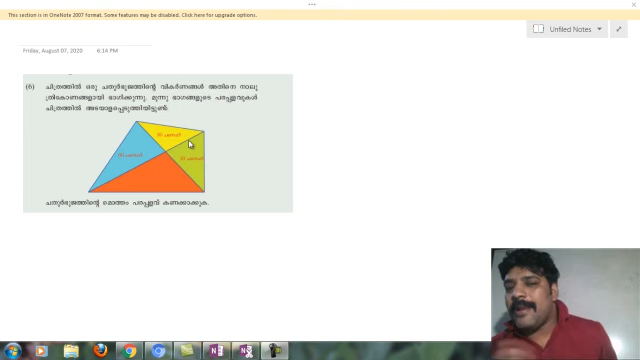 This section is in OneNote 2007 format. Some features may be disabled. Click here for upgrade options.
Unfiled Notes
Friday, August 07, 2020 6:14 PM
(6) ചിത്രത്തിൽ ഒരു ചതുർഭുജത്തിന്റെ വികർണങ്ങൾ അതിനെ നാലു
ത്രികോണങ്ങളായി ഭാഗിക്കുന്നു. മൂന്നു ഭാഗങ്ങളുടെ പരപ്പളവുകൾ
ചിത്രത്തിൽ അടയാളപ്പെടുത്തിയിട്ടുണ്ട്.
ചതുർഭുജത്തിന്റെ മൊത്തം പരപ്പളവ് കണക്കാക്കുക.